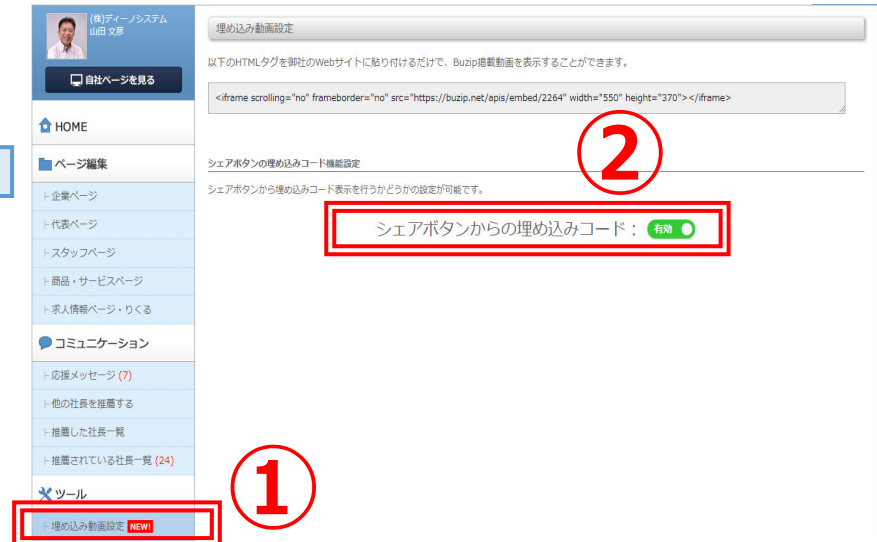 (株)ディーノシステム
山田 文彦
自社ページを見る
HOME
ページ編集
企業ページ
代表ページ
スタッフページ
商品・サービスページ
求人情報ページ・りくる
コミュニケーション
応援メッセージ (7)
他の社長を推薦する
推薦した社長一覧
推薦されている社長一覧 (24)
ツール
埋め込み動画設定 NEW!
①
埋め込み動画設定
以下のHTMLタグを御社のWebサイトに貼り付けるだけで、Buzip掲載動画を表示することができます。
<iframe scrolling="no" frameborder="no" src="https://buzip.net/apis/embed/2264" width="550" height="370"></iframe>
②
シェアボタンの埋め込みコード機能設定
シェアボタンから埋め込みコード表示を行うかどうかの設定が可能です。
シェアボタンからの埋め込みコード： 有効